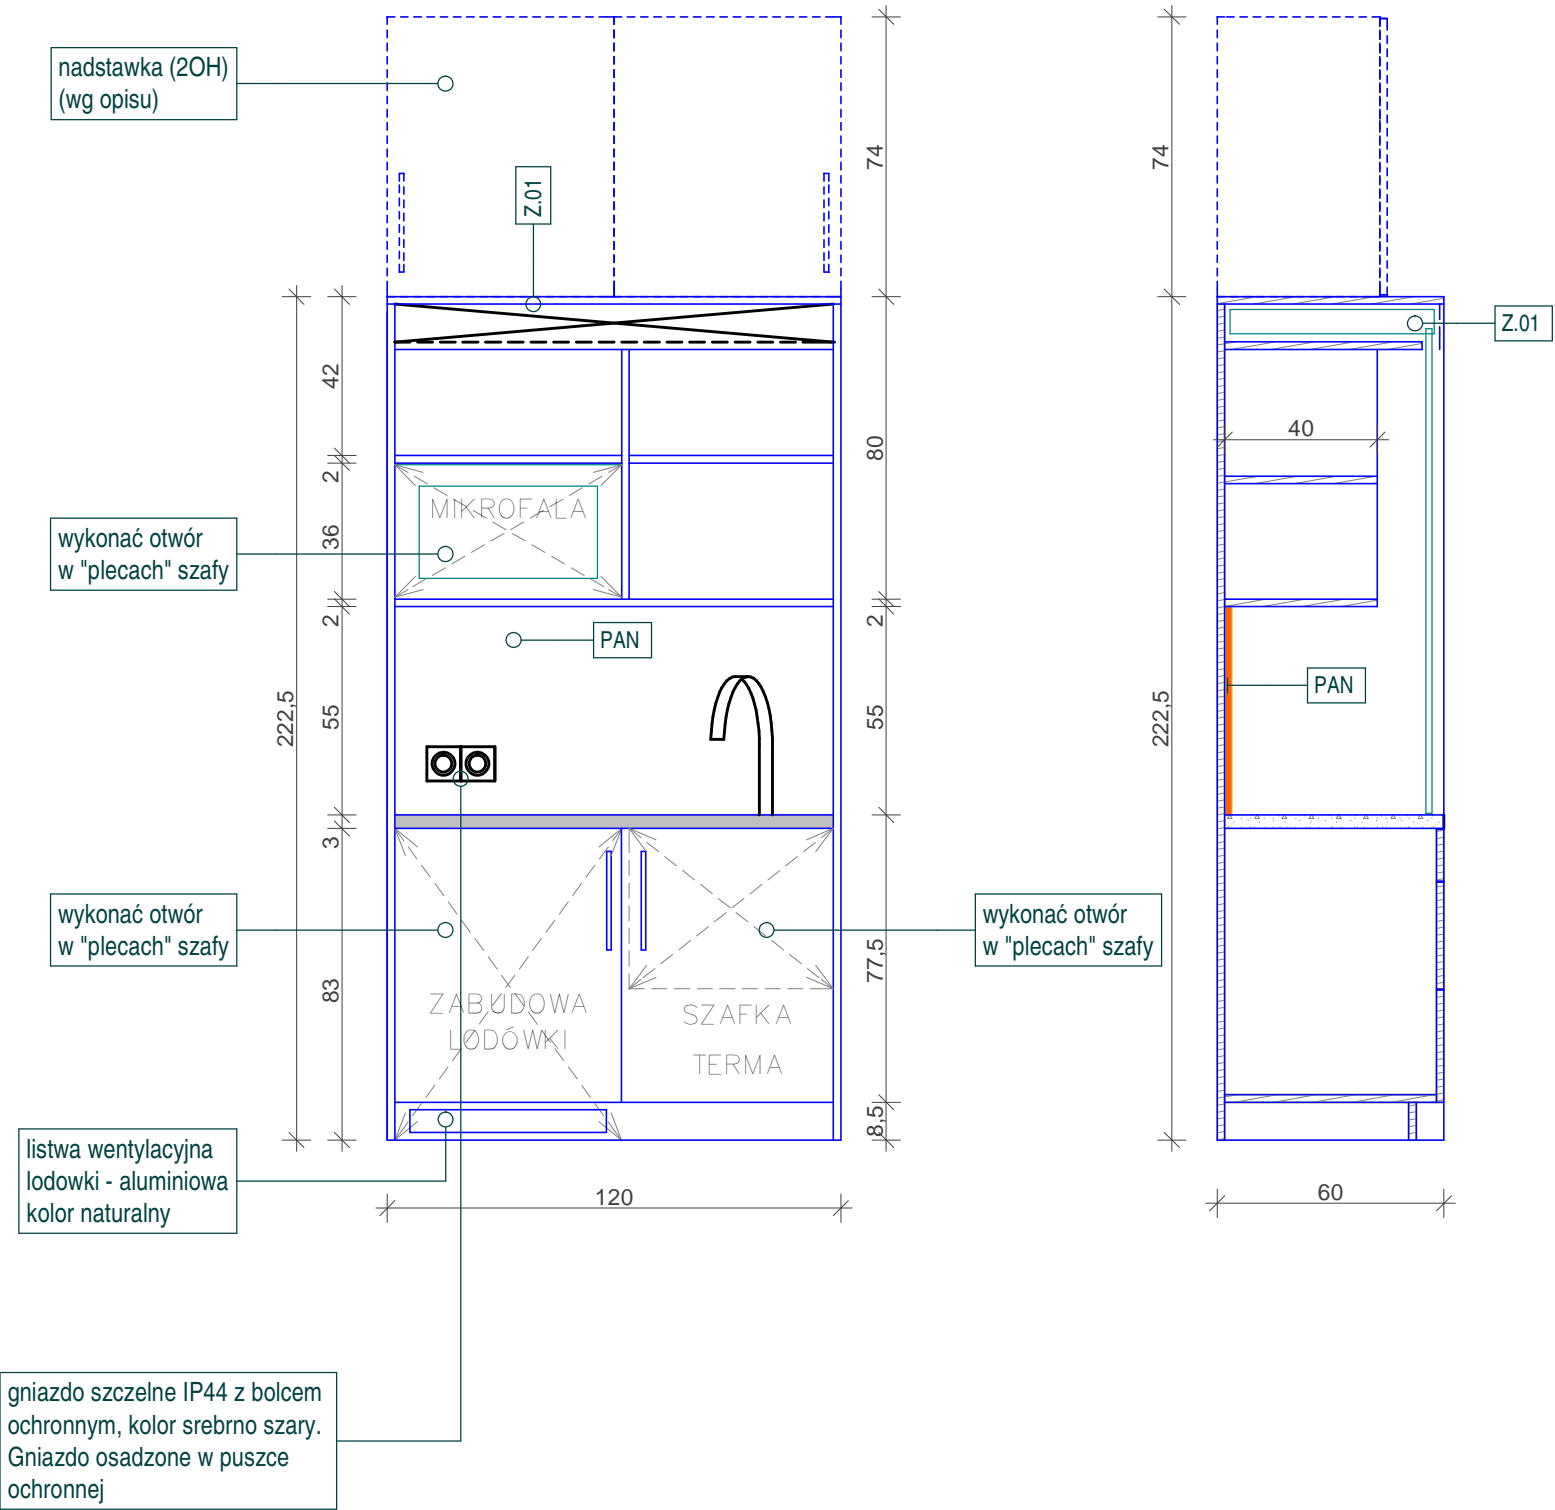 nadstawka (2OH)
(wg opisu)
74
74
Z.01
Z.01
42
80
40
2
MIKROFALA
wykonać otwór
w "plecach" szafy
36
2
2
PAN
PAN
222,5
55
55
222,5
3
wykonać otwór
w "plecach" szafy
wykonać otwór
w "plecach" szafy
77,5
83
ZABUDOWA
LODÓWKI
SZAFKA
TERMA
8,5
listwa wentylacyjna
lodowki - aluminiowa
kolor naturalny
120
60
gniazdo szczelne IP44 z bolcem
ochronnym, kolor srebrno szary.
Gniazdo osadzone w puszce
ochronnej